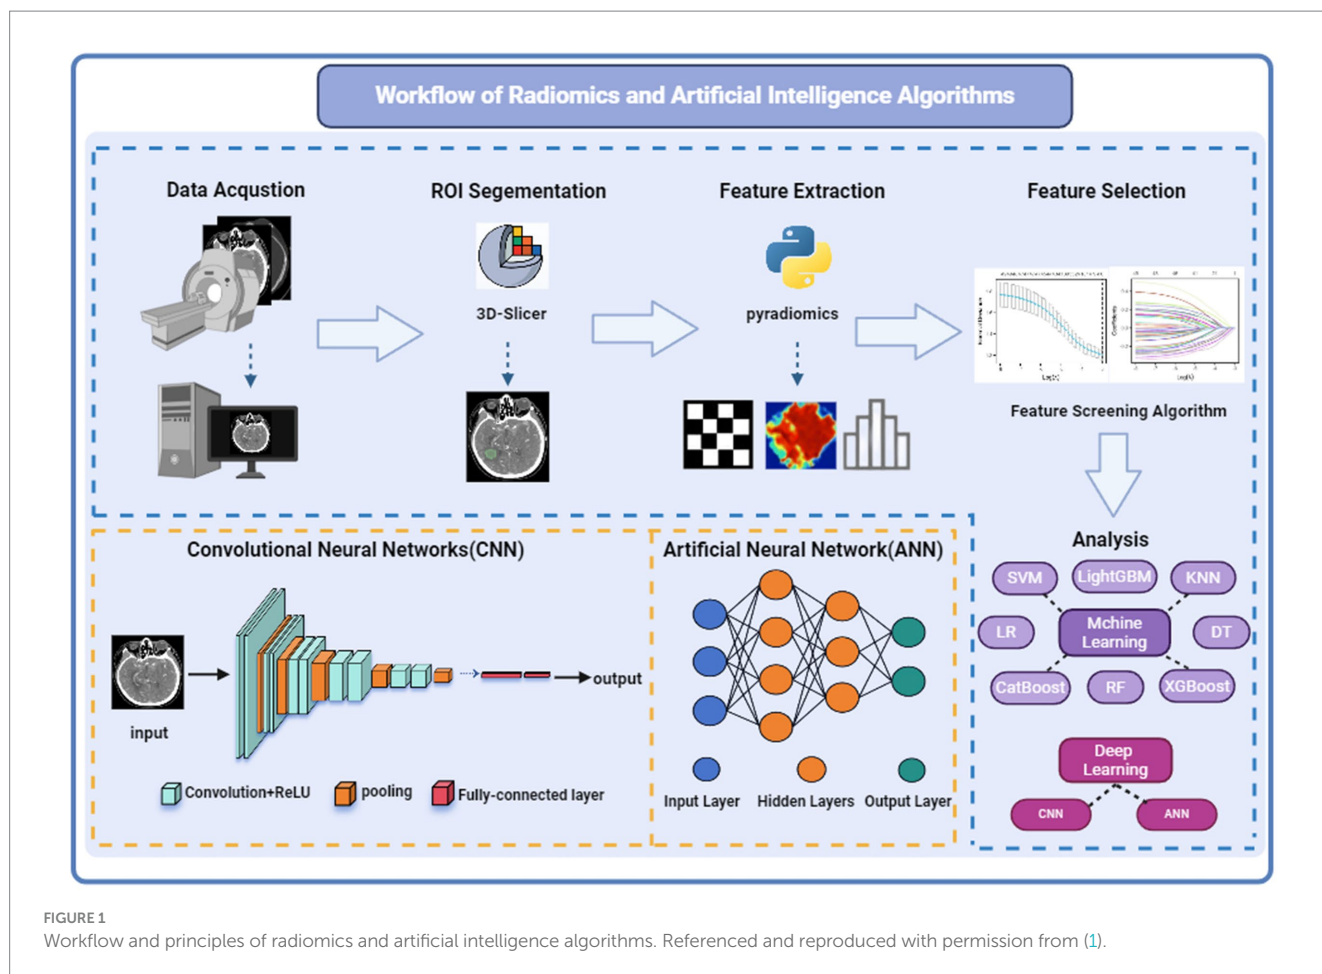 Workflow of Radiomics and Artificial Intelligence Algorithms
Data Acqustion
ROI Segementation
Feature Extraction
Feature Selection
3D-Slicer
pyradiomics
Coefficients
Log(λ)
Log(λ)
Feature Screening Algorithm
Convolutional Neural Networks(CNN)
input
output
Convolution+ReLU
pooling
Fully-connected layer
Artificial Neural Network(ANN)
Input Layer
Hidden Layers
Output Layer
Analysis
SVM
LightGBM
KNN
LR
Mchine
Learning
DT
CatBoost
RF
XGBoost
Deep
Learning
CNN
ANN
FIGURE 1
Workflow and principles of radiomics and artificial intelligence algorithms. Referenced and reproduced with permission from (1).